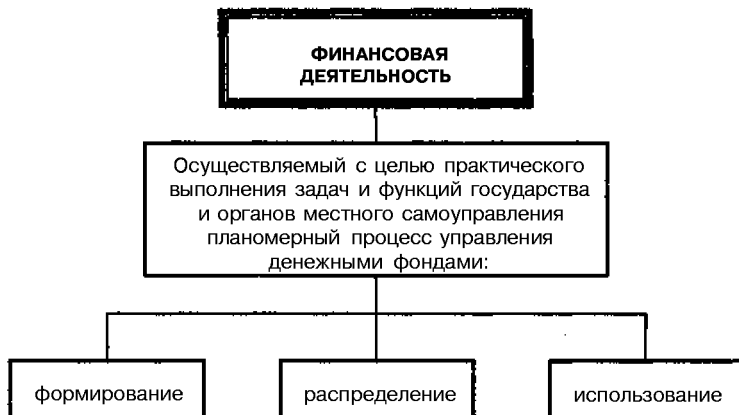 ФИНАНСОВАЯ
ДЕЯТЕЛЬНОСТЬ
Осуществляемый с целью практического
выполнения задач и функций государства
и органов местного самоуправления
планомерный процесс управления
денежными фондами:
формирование
распределение
использование